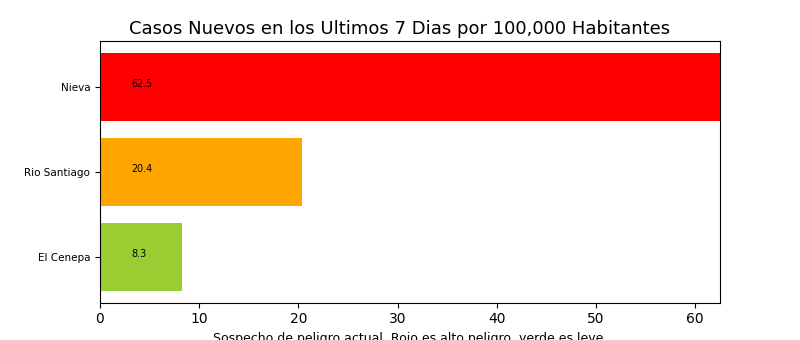 Casos Nuevos en los Ultimos 7 Dias por 100,000 Habitantes
Nieva
62.5
Rio Santiago
20.4
El Cenepa
8.3
0 10 20 30 40 50 60
Sospecho de peligro actual. Rojo es alto peligro, verde es leve